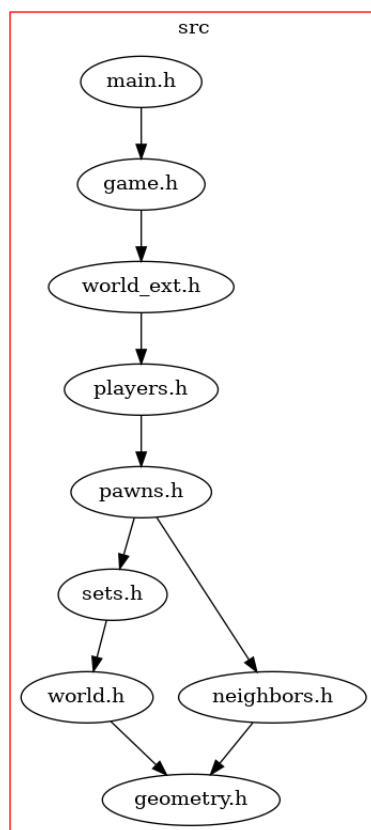 src
main.h
game.h
world_ext.h
players.h
pawns.h
sets.h
world.h
neighbors.h
geometry.h